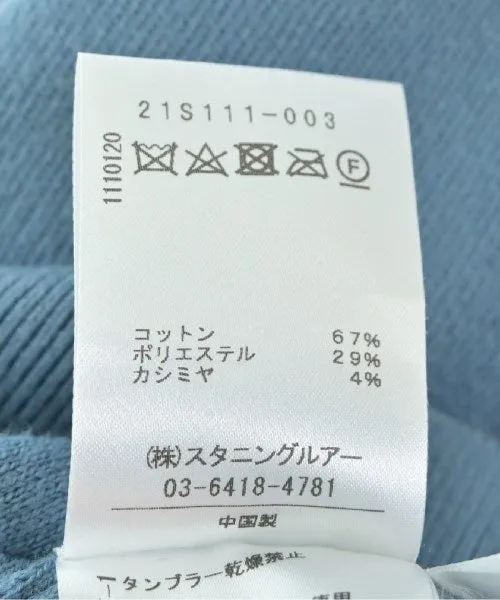 21S111-003
1110120
F
コットン 67%
ポリエステル 29%
カシミヤ 4%
(株)スタニングルアー
03-6418-4781
中国製
タンブラー乾燥禁止